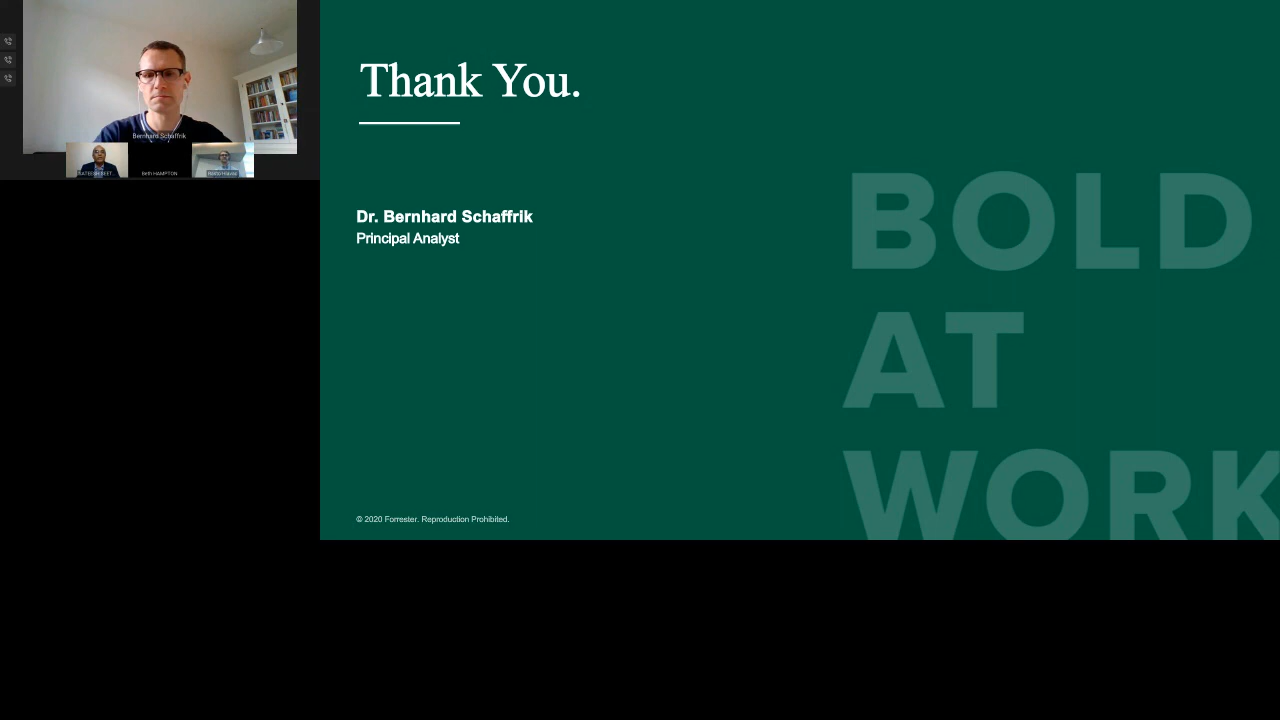 Bernhard Schaffrik
Beth HAMPTON
Thank You.
Dr. Bernhard Schaffrik
Principal Analyst
BOLD
AT
WORK
© 2020 Forrester. Reproduction Prohibited.